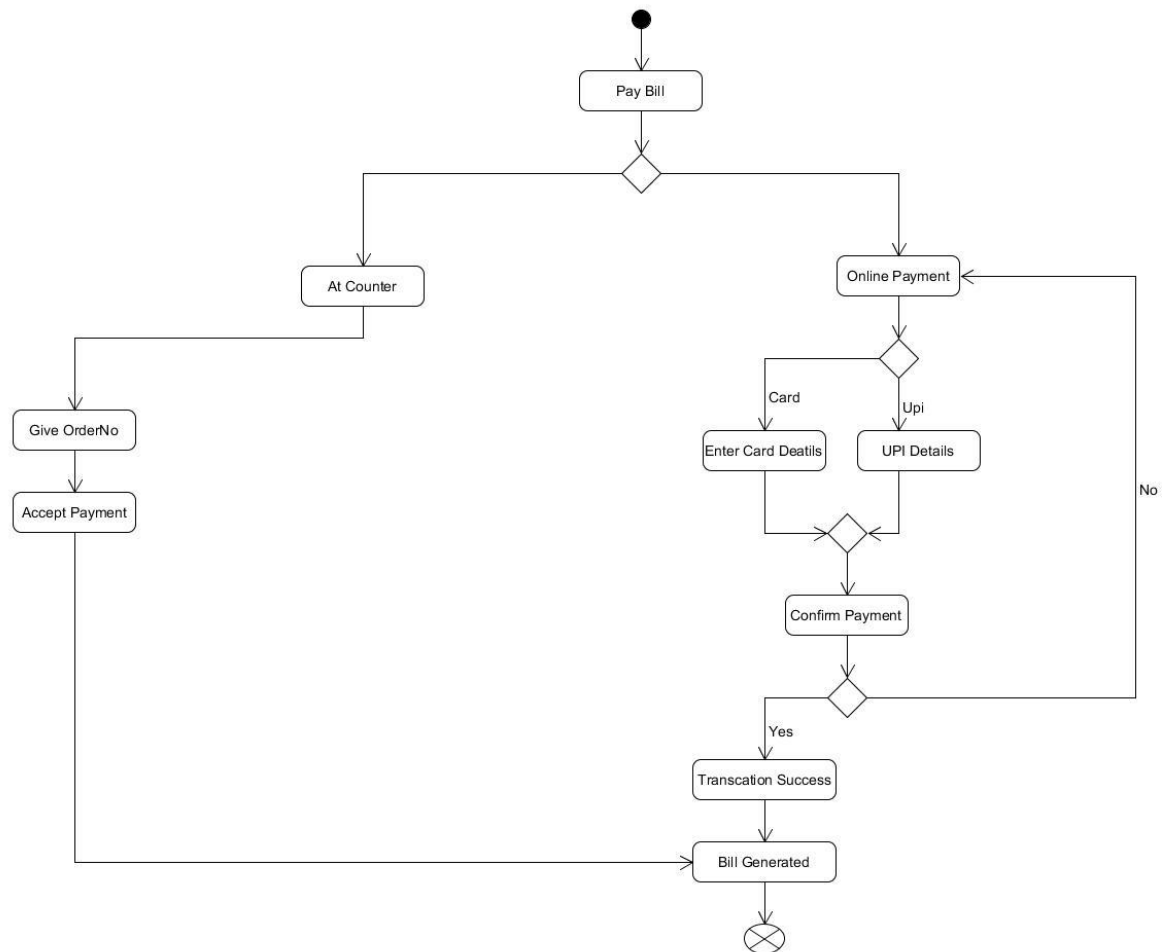 Pay Bill
At Counter
Online Payment
Card
Upi
Give OrderNo
Enter Card Deatils
UPI Details
No
Accept Payment
Confirm Payment
Yes
Transcation Success
Bill Generated